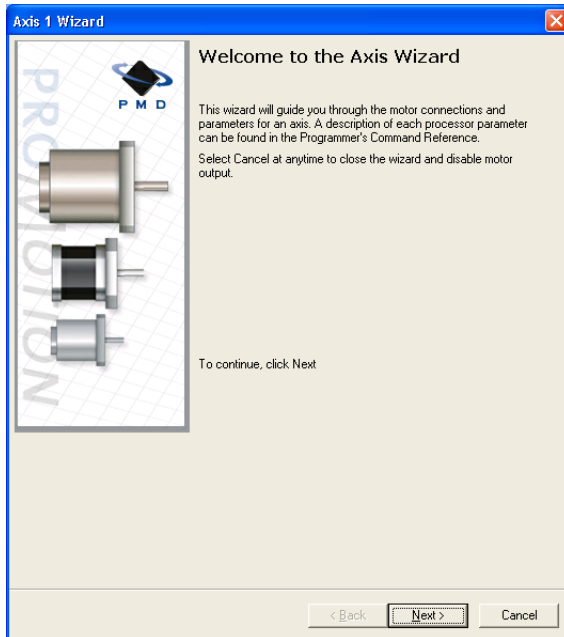 Axis 1 Wizard
PMD
PRO/MOTION
Welcome to the Axis Wizard
This wizard will guide you through the motor connections and
parameters for an axis. A description of each processor parameter
can be found in the Programmer's Command Reference.
Select Cancel at anytime to close the wizard and disable motor
output.
To continue, click Next
< Back
Next >
Cancel